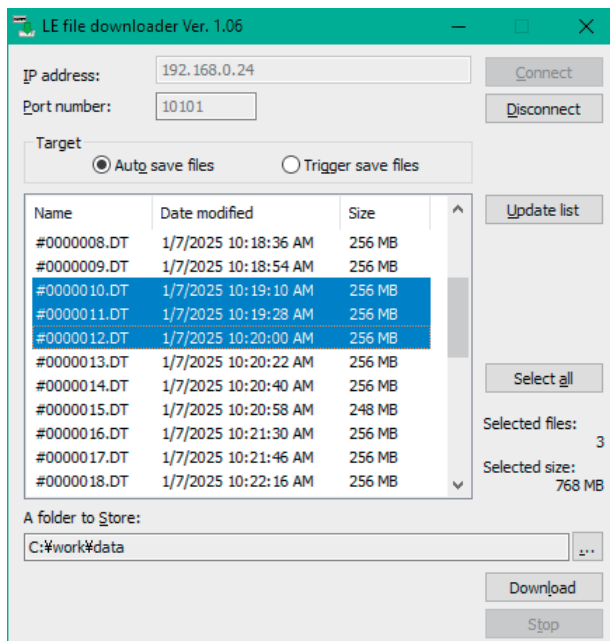 LE file downloader Ver. 1.06
IP address: 192.168.0.24 Connect
Port number: 10101 Disconnect
Target
Auto save files Trigger save files
Name Date modified Size Update list
#0000008.DT 1/7/2025 10:18:36 AM 256 MB
#0000009.DT 1/7/2025 10:18:54 AM 256 MB
#0000010.DT 1/7/2025 10:19:10 AM 256 MB
#0000011.DT 1/7/2025 10:19:28 AM 256 MB
#0000012.DT 1/7/2025 10:20:00 AM 256 MB
#0000013.DT 1/7/2025 10:20:22 AM 256 MB
#0000014.DT 1/7/2025 10:20:40 AM 256 MB
Select all
#0000015.DT 1/7/2025 10:20:58 AM 248 MB
#0000016.DT 1/7/2025 10:21:30 AM 256 MB
#0000017.DT 1/7/2025 10:21:46 AM 256 MB
#0000018.DT 1/7/2025 10:22:16 AM 256 MB
Selected files:
3
Selected size:
768 MB
A folder to Store:
C:¥work¥data ...
Download
Stop